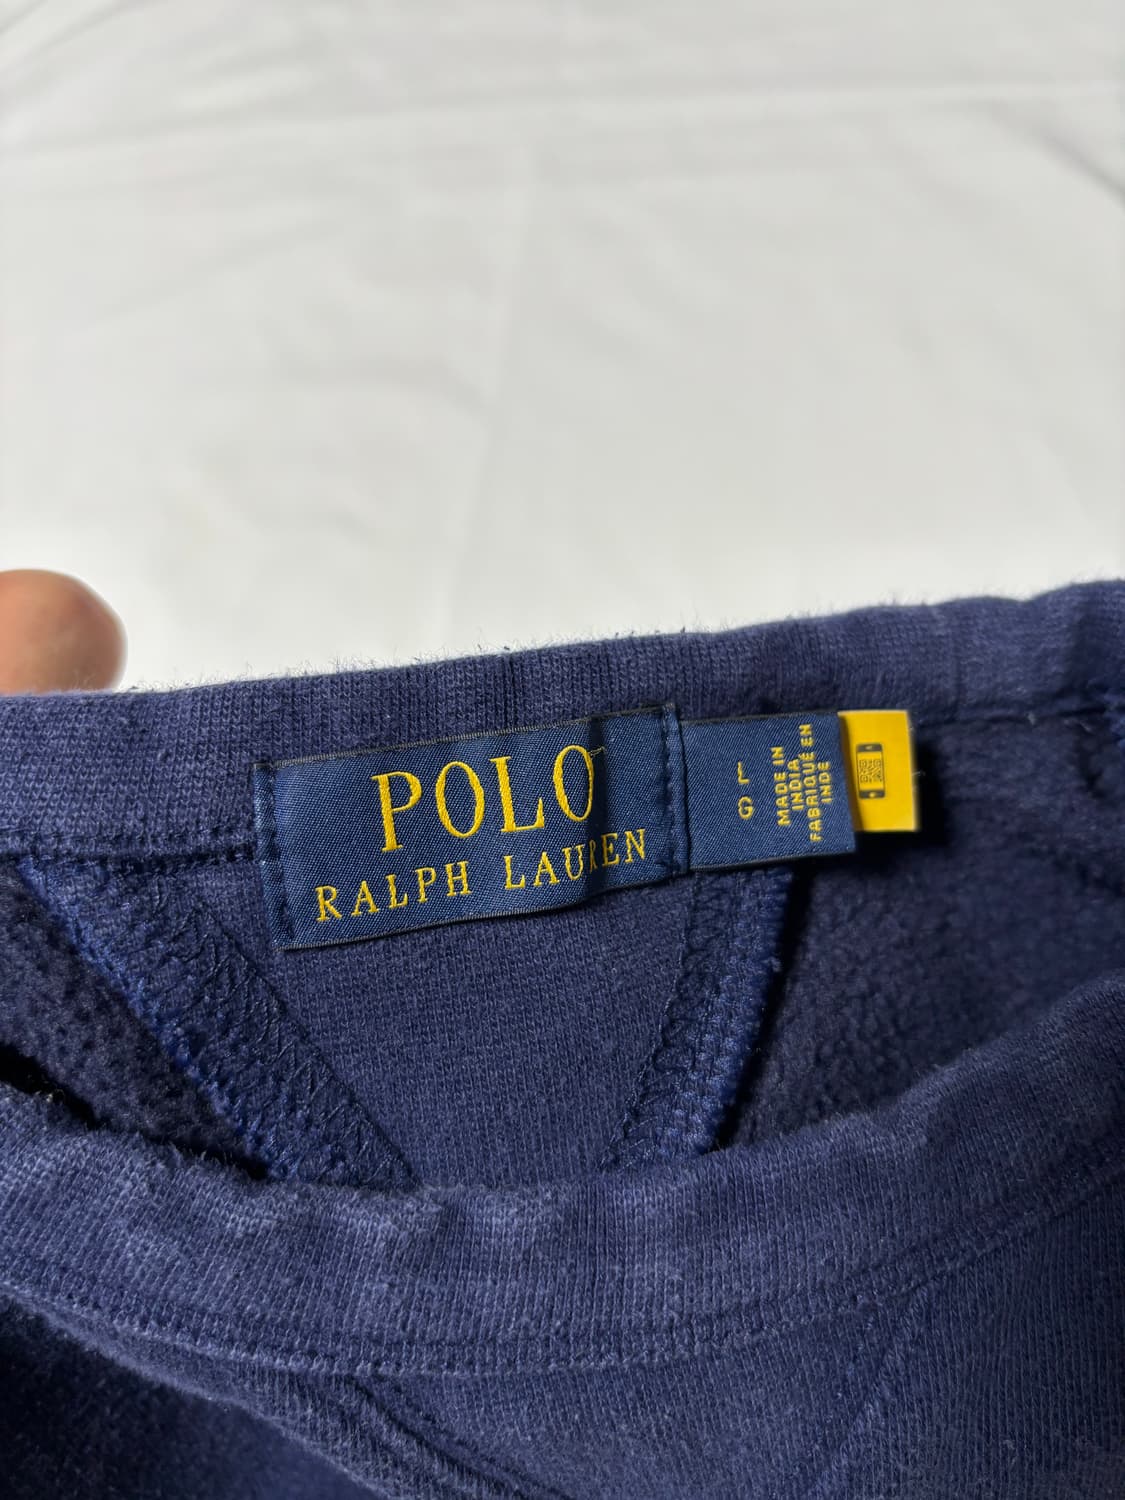 POLO
RALPH LAUREN
L
G
MADE IN
INDIA
FABRIQUÉ EN
INDE